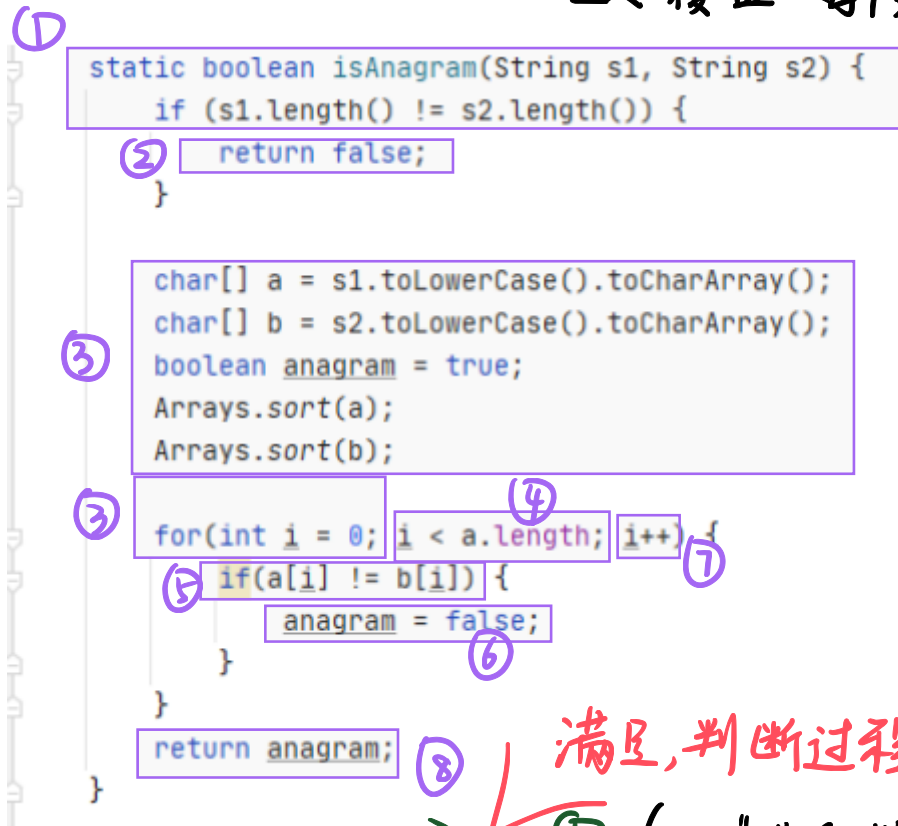 ①
static boolean isAnagram(String s1, String s2) {
if (s1.length() != s2.length()) {
② return false;
}
char[] a = s1.toLowerCase().toCharArray();
char[] b = s2.toLowerCase().toCharArray();
③ boolean anagram = true;
Arrays.sort(a);
Arrays.sort(b);
③ ④
for(int i = 0; i < a.length; i++) {
⑦
⑤ if(a[i] != b[i]) {
anagram = false;
⑥
}
}
return anagram;
⑧
满足,判断过程
}